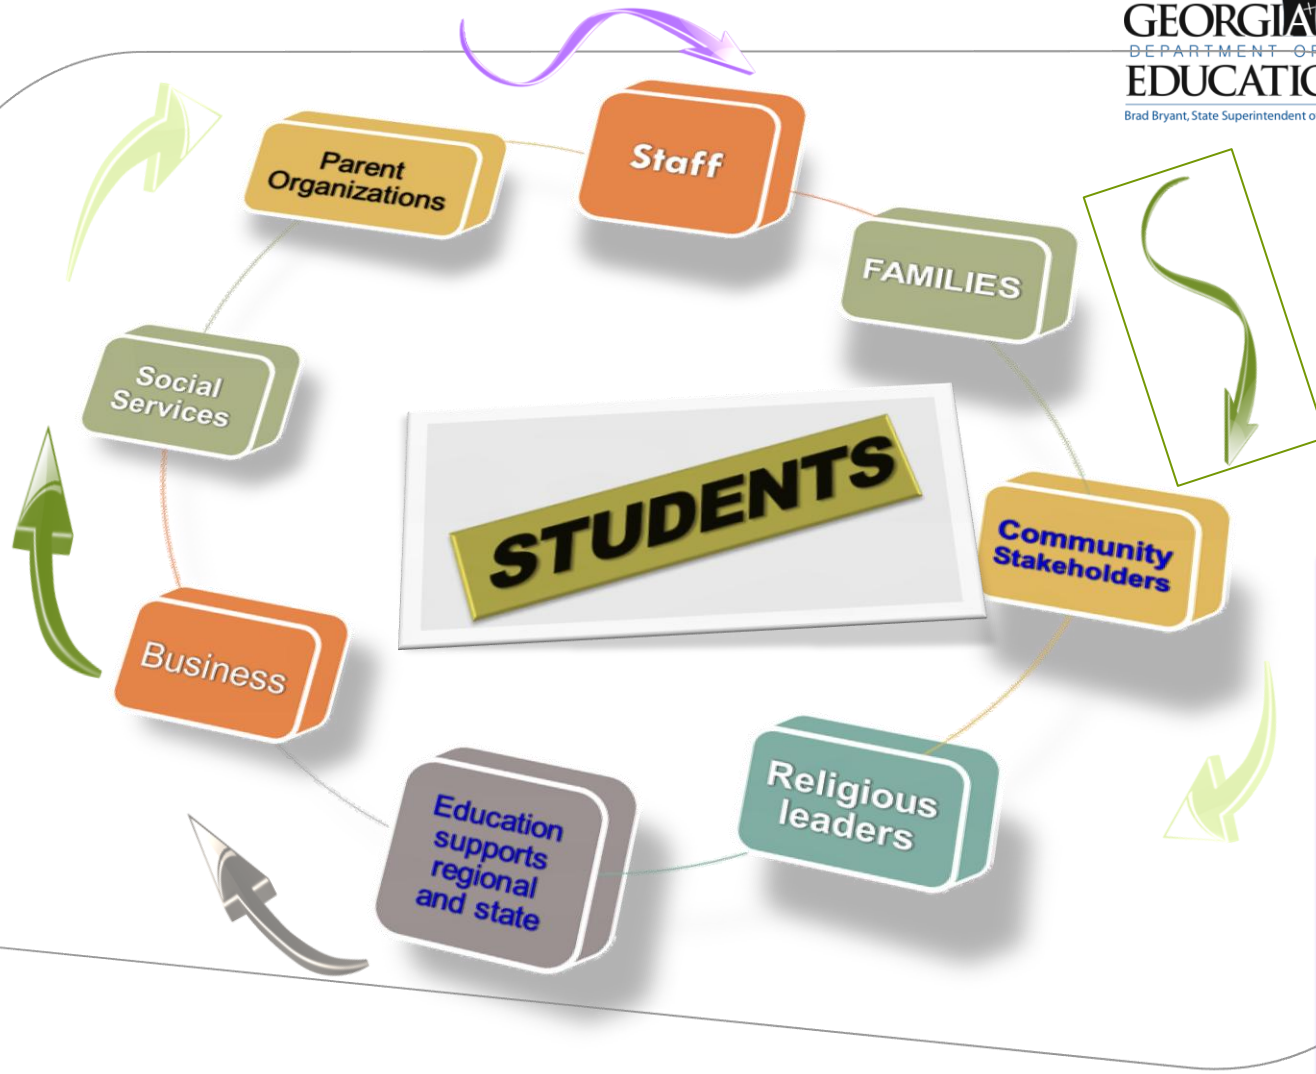 GEORGIA
DEPARTMENT OF
EDUCATIO
Brad Bryant, State Superintendent o
Parent
Organizations
Staff
FAMILIES
Social
Services
STUDENTS
Community
Stakeholders
Business
Religious
leaders
Education
supports
regional
and state